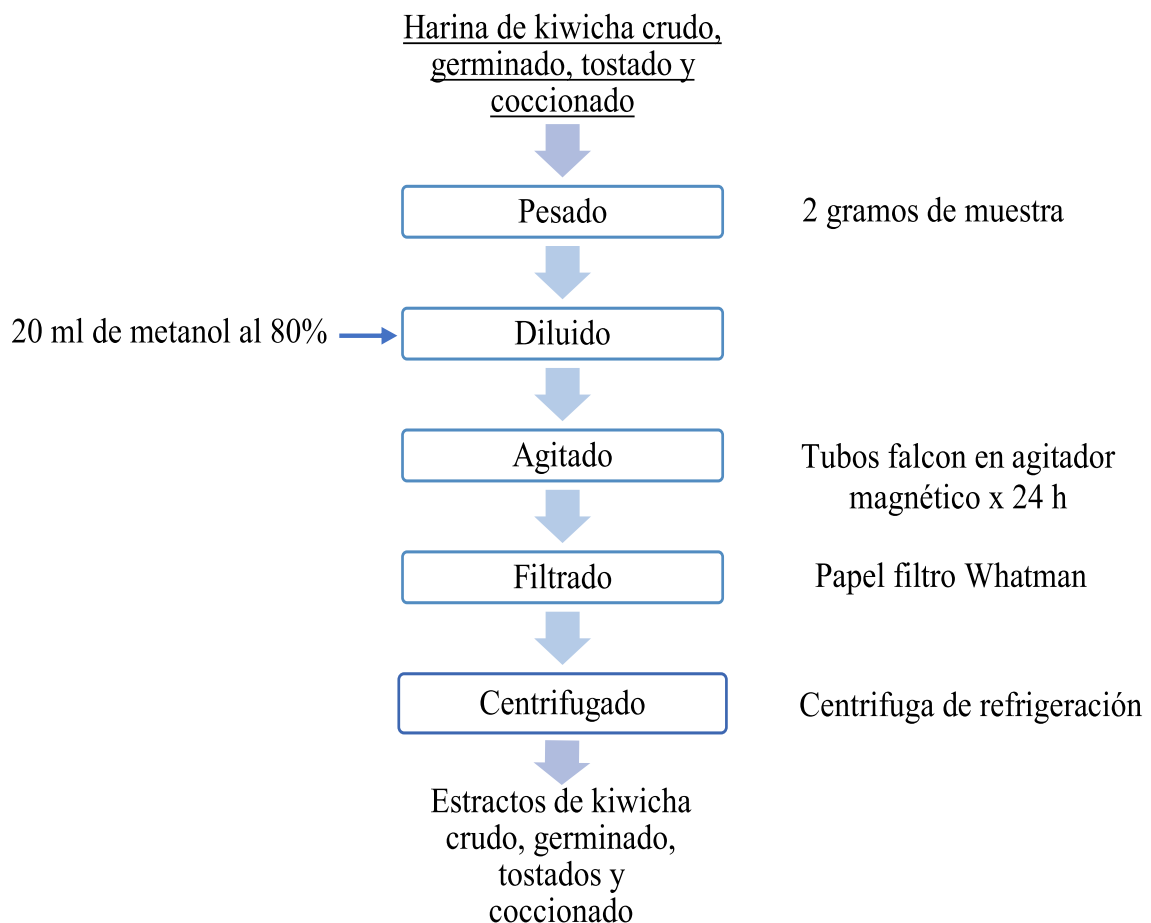 Harina de kiwicha crudo,
germinado, tostado y
coccionado
Pesado
2 gramos de muestra
20 ml de metanol al 80%
Diluido
Agitado
Tubos falcon en agitador
magnético x 24 h
Filtrado
Papel filtro Whatman
Centrifugado
Centrifuga de refrigeración
Estractos de kiwicha
crudo, germinado,
tostados y
coccionado